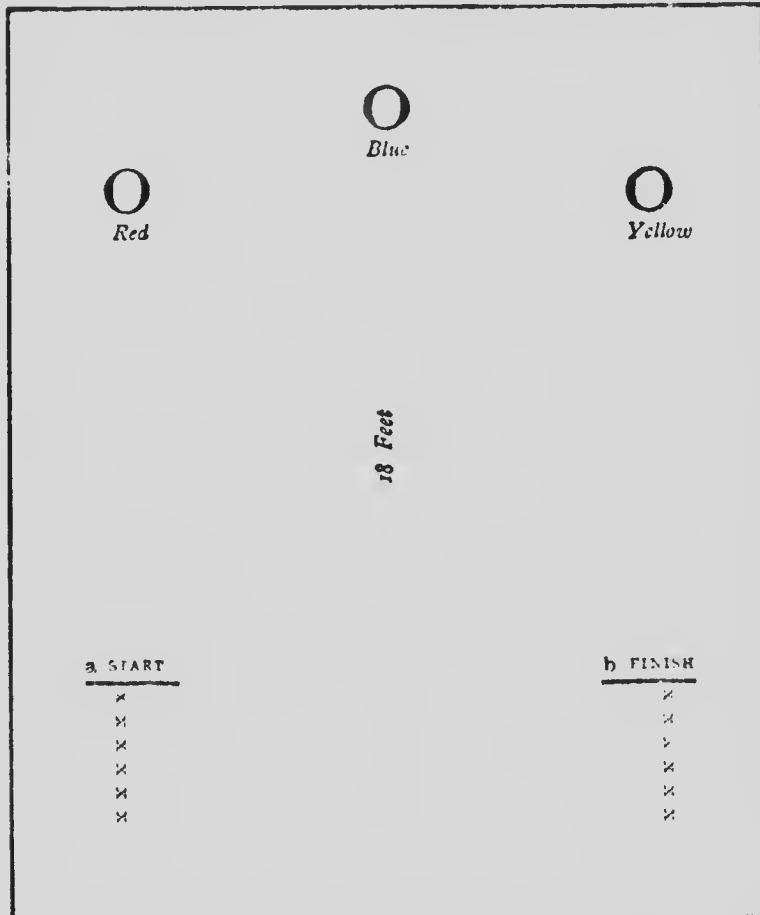 Blue
Red
Yellow
18 Feet
a START
b FINISH
x x
x x
x x
x x
x x
x x